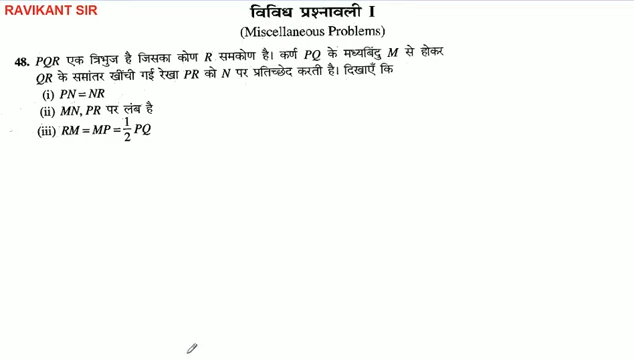 RAVIKANT SIR
विविध प्रश्नावली I
(Miscellaneous Problems)
48. PQR एक त्रिभुज है जिसका कोण R समकोण है। कर्ण PQ के मध्यबिंदु M से होकर
QR के समांतर खींची गई रेखा PR को N पर प्रतिच्छेद करती है। दिखाएँ कि
(i) PN = NR
(ii) MN, PR पर लंब है
(iii) RM = MP = 1/2 PQ